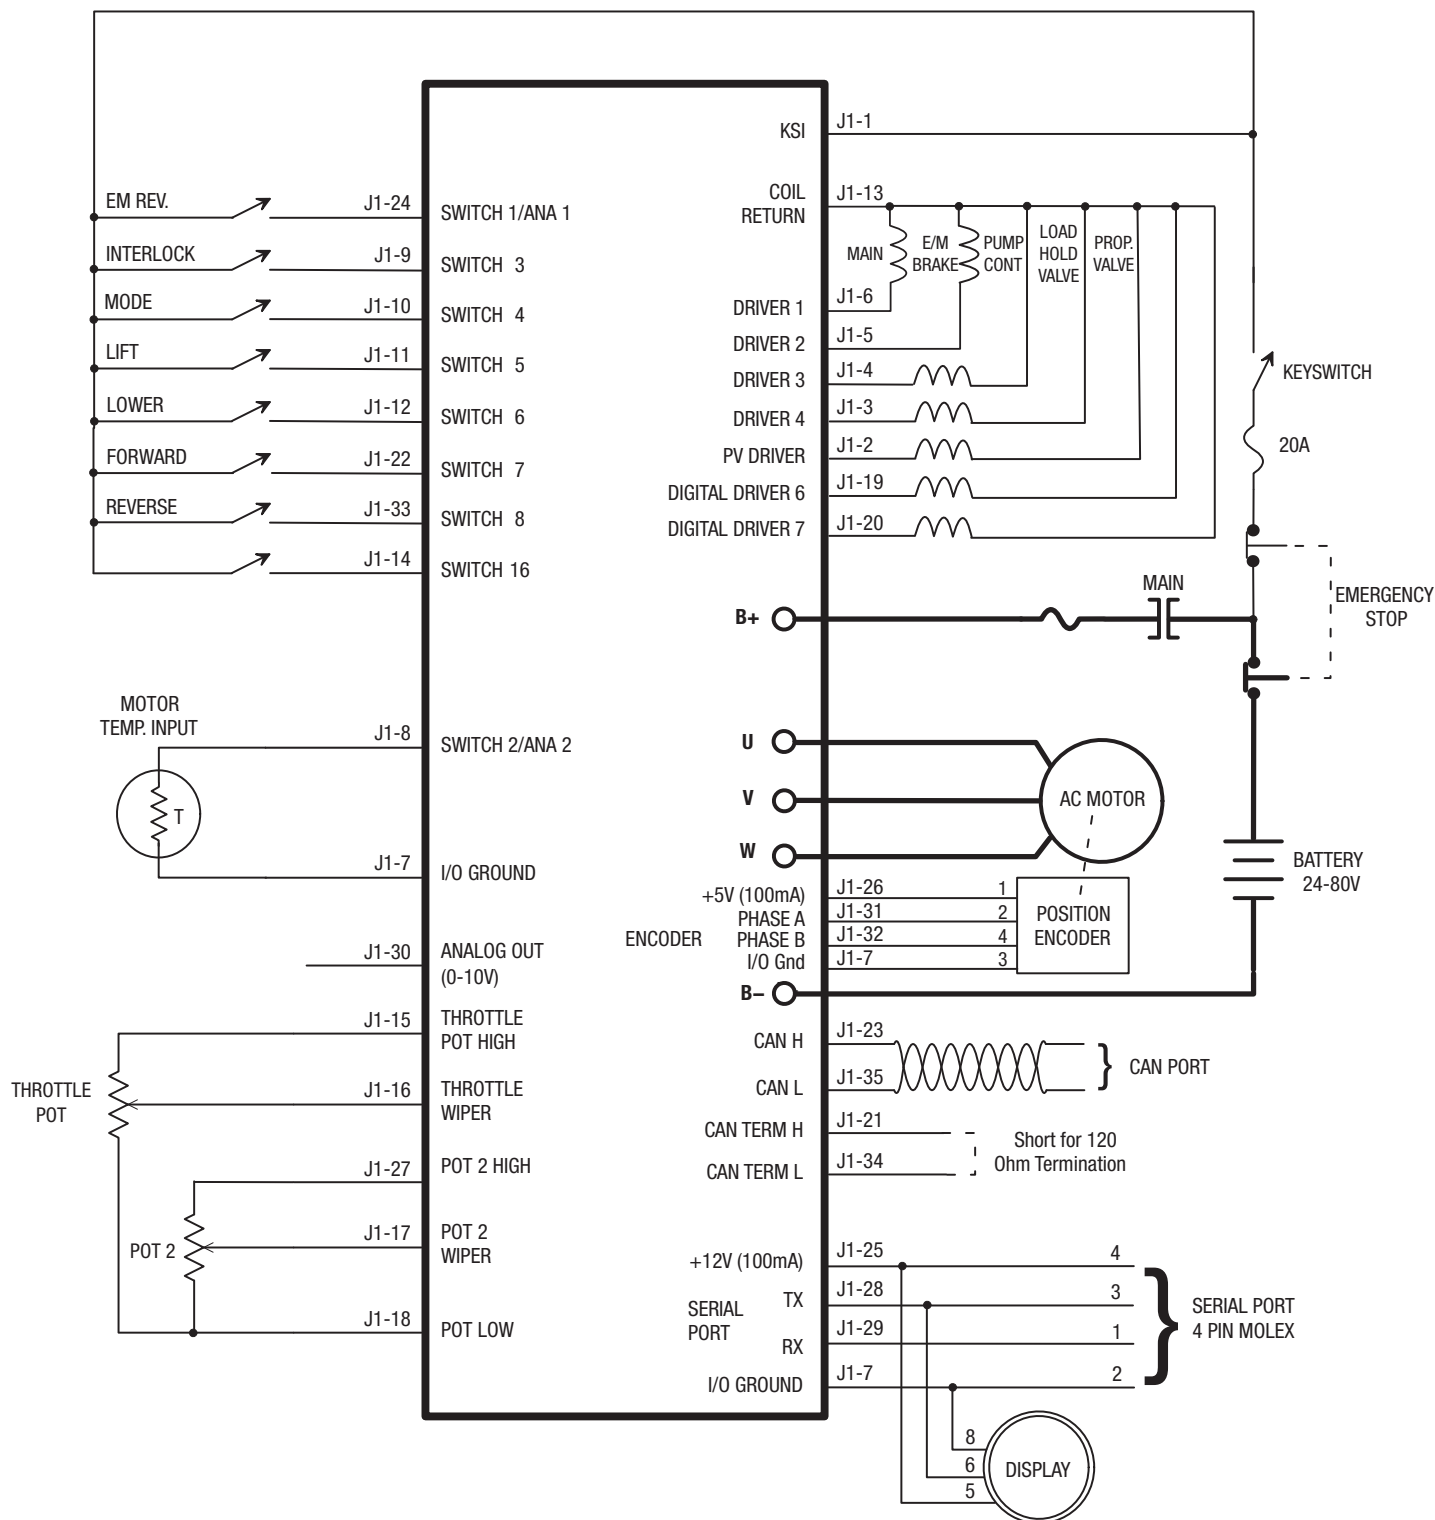 KSI
J1-1
COIL
RETURN
J1-13
EM REV.
J1-24
SWITCH 1/ANA 1
INTERLOCK
J1-9
SWITCH 3
MODE
J1-10
SWITCH 4
LIFT
J1-11
SWITCH 5
LOWER
J1-12
SWITCH 6
FORWARD
J1-22
SWITCH 7
REVERSE
J1-33
SWITCH 8
J1-14
SWITCH 16
MAIN
E/M
BRAKE
PUMP
CONT
LOAD
HOLD
VALVE
PROP.
VALVE
DRIVER 1
J1-6
DRIVER 2
J1-5
DRIVER 3
J1-4
DRIVER 4
J1-3
PV DRIVER
J1-2
DIGITAL DRIVER 6
J1-19
DIGITAL DRIVER 7
J1-20
KEYSWITCH
20A
EMERGENCY
STOP
MAIN
B+
MOTOR
TEMP. INPUT
T
J1-8
SWITCH 2/ANA 2
J1-7
I/O GROUND
U
V
W
AC MOTOR
BATTERY
24-80V
J1-30
ANALOG OUT
(0-10V)
ENCODER
+5V (100mA)
J1-26
1
PHASE A
J1-31
2
PHASE B
J1-32
4
I/O Gnd
J1-7
3
POSITION
ENCODER
B–
THROTTLE
POT
J1-15
THROTTLE
POT HIGH
J1-16
THROTTLE
WIPER
POT 2
J1-27
POT 2 HIGH
J1-17
POT 2
WIPER
J1-18
POT LOW
CAN H
J1-23
CAN L
J1-35
} CAN PORT
CAN TERM H
J1-21
CAN TERM L
J1-34
Short for 120
Ohm Termination
SERIAL
PORT
+12V (100mA)
J1-25
4
TX
J1-28
3
RX
J1-29
1
I/O GROUND
J1-7
2
} SERIAL PORT
4 PIN MOLEX
8
6
5
DISPLAY